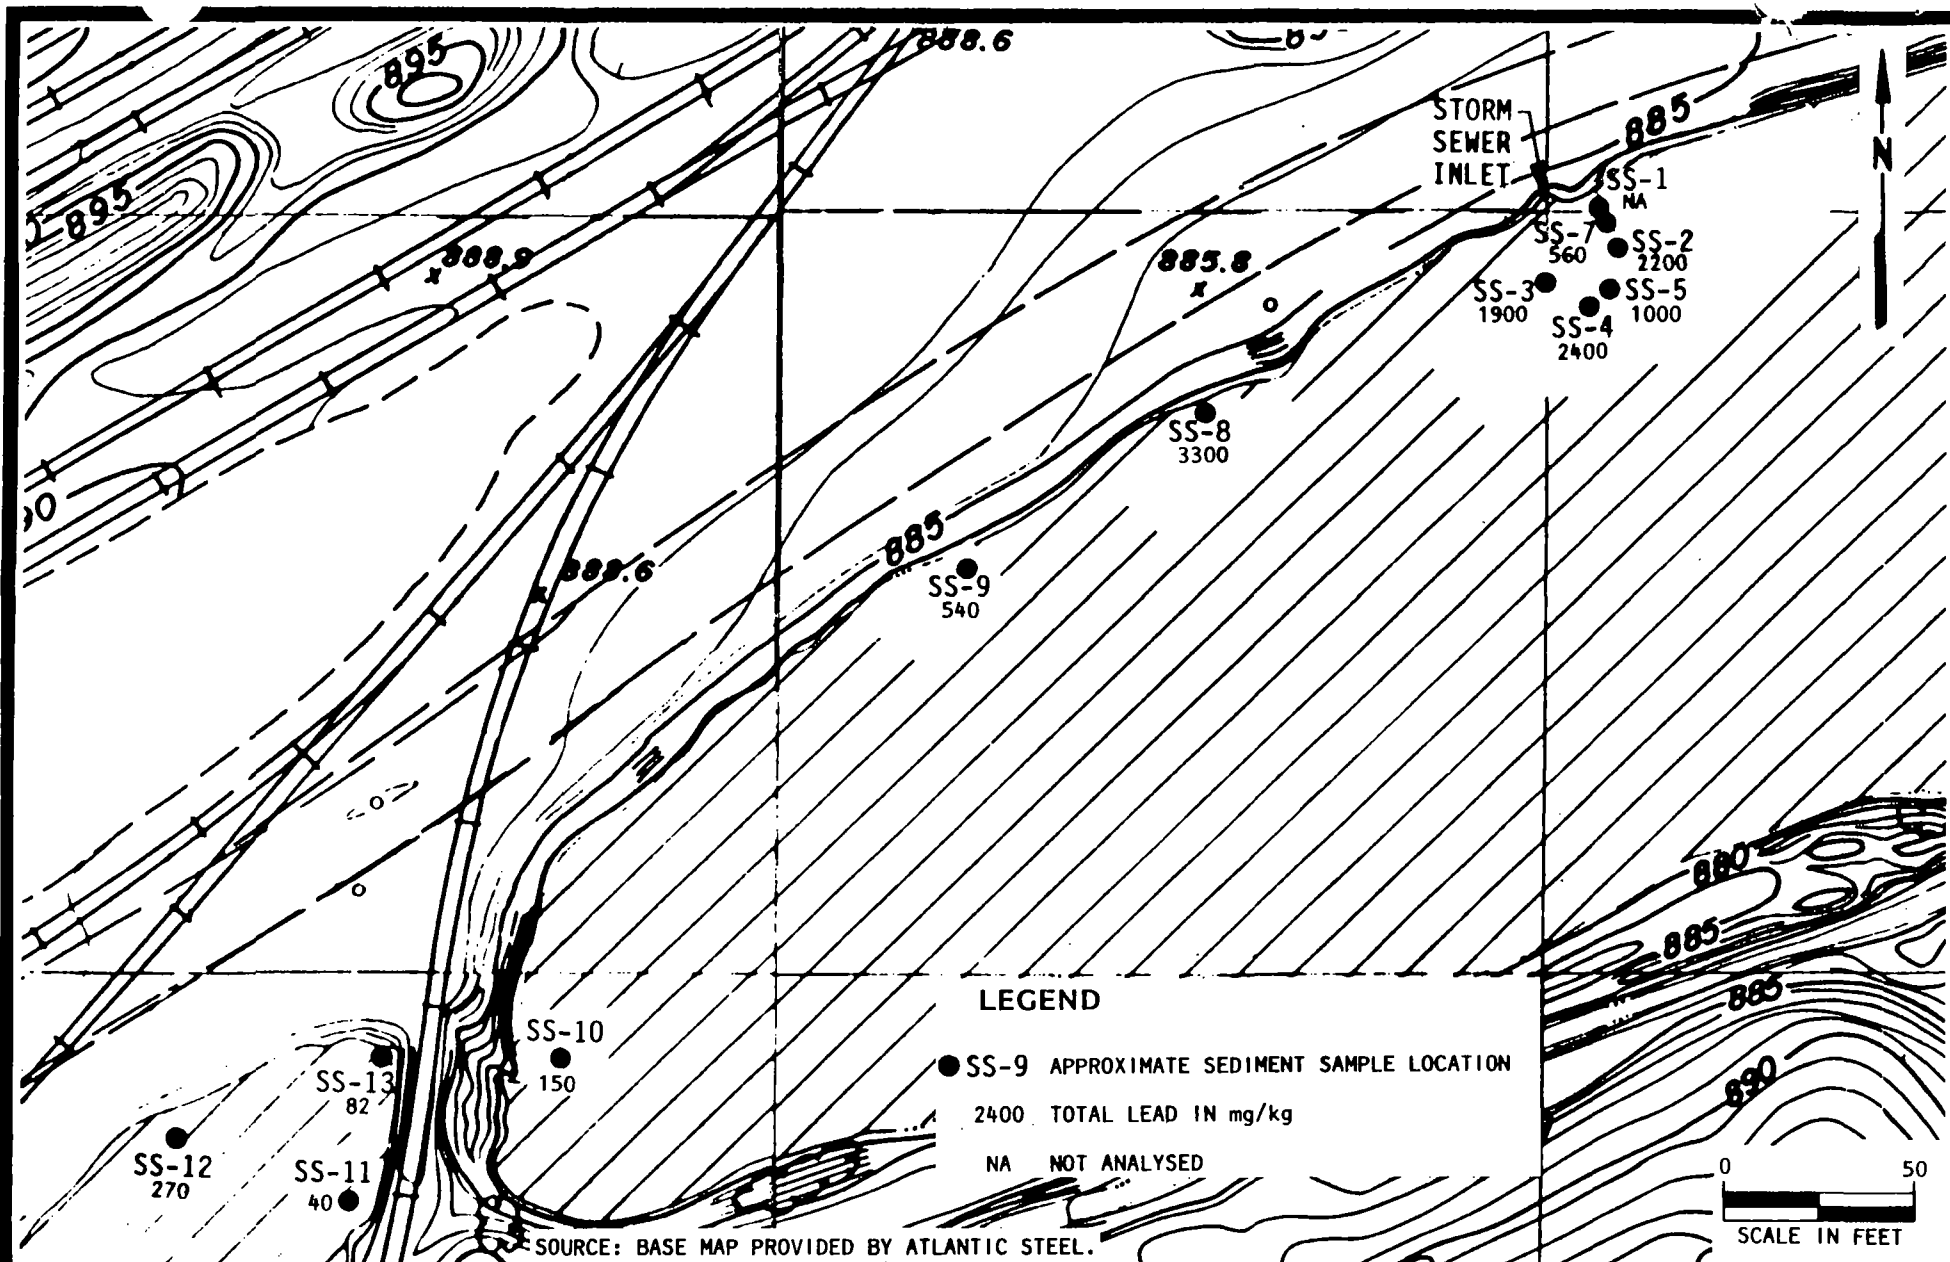 895
888.6
85
STORM
SEWER
INLET
885
N
SS-1
NA
895
888.9
885.8
SS-7
560
SS-2
2200
SS-3
1900
SS-5
1000
SS-4
2400
SS-8
3300
90
885
888.6
SS-9
540
880
885
885
890
LEGEND
SS-9 APPROXIMATE SEDIMENT SAMPLE LOCATION
2400 TOTAL LEAD IN mg/kg
NA NOT ANALYSED
SS-10
150
SS-13
82
SS-12
270
SS-11
40
0 50
SCALE IN FEET
SOURCE: BASE MAP PROVIDED BY ATLANTIC STEEL.